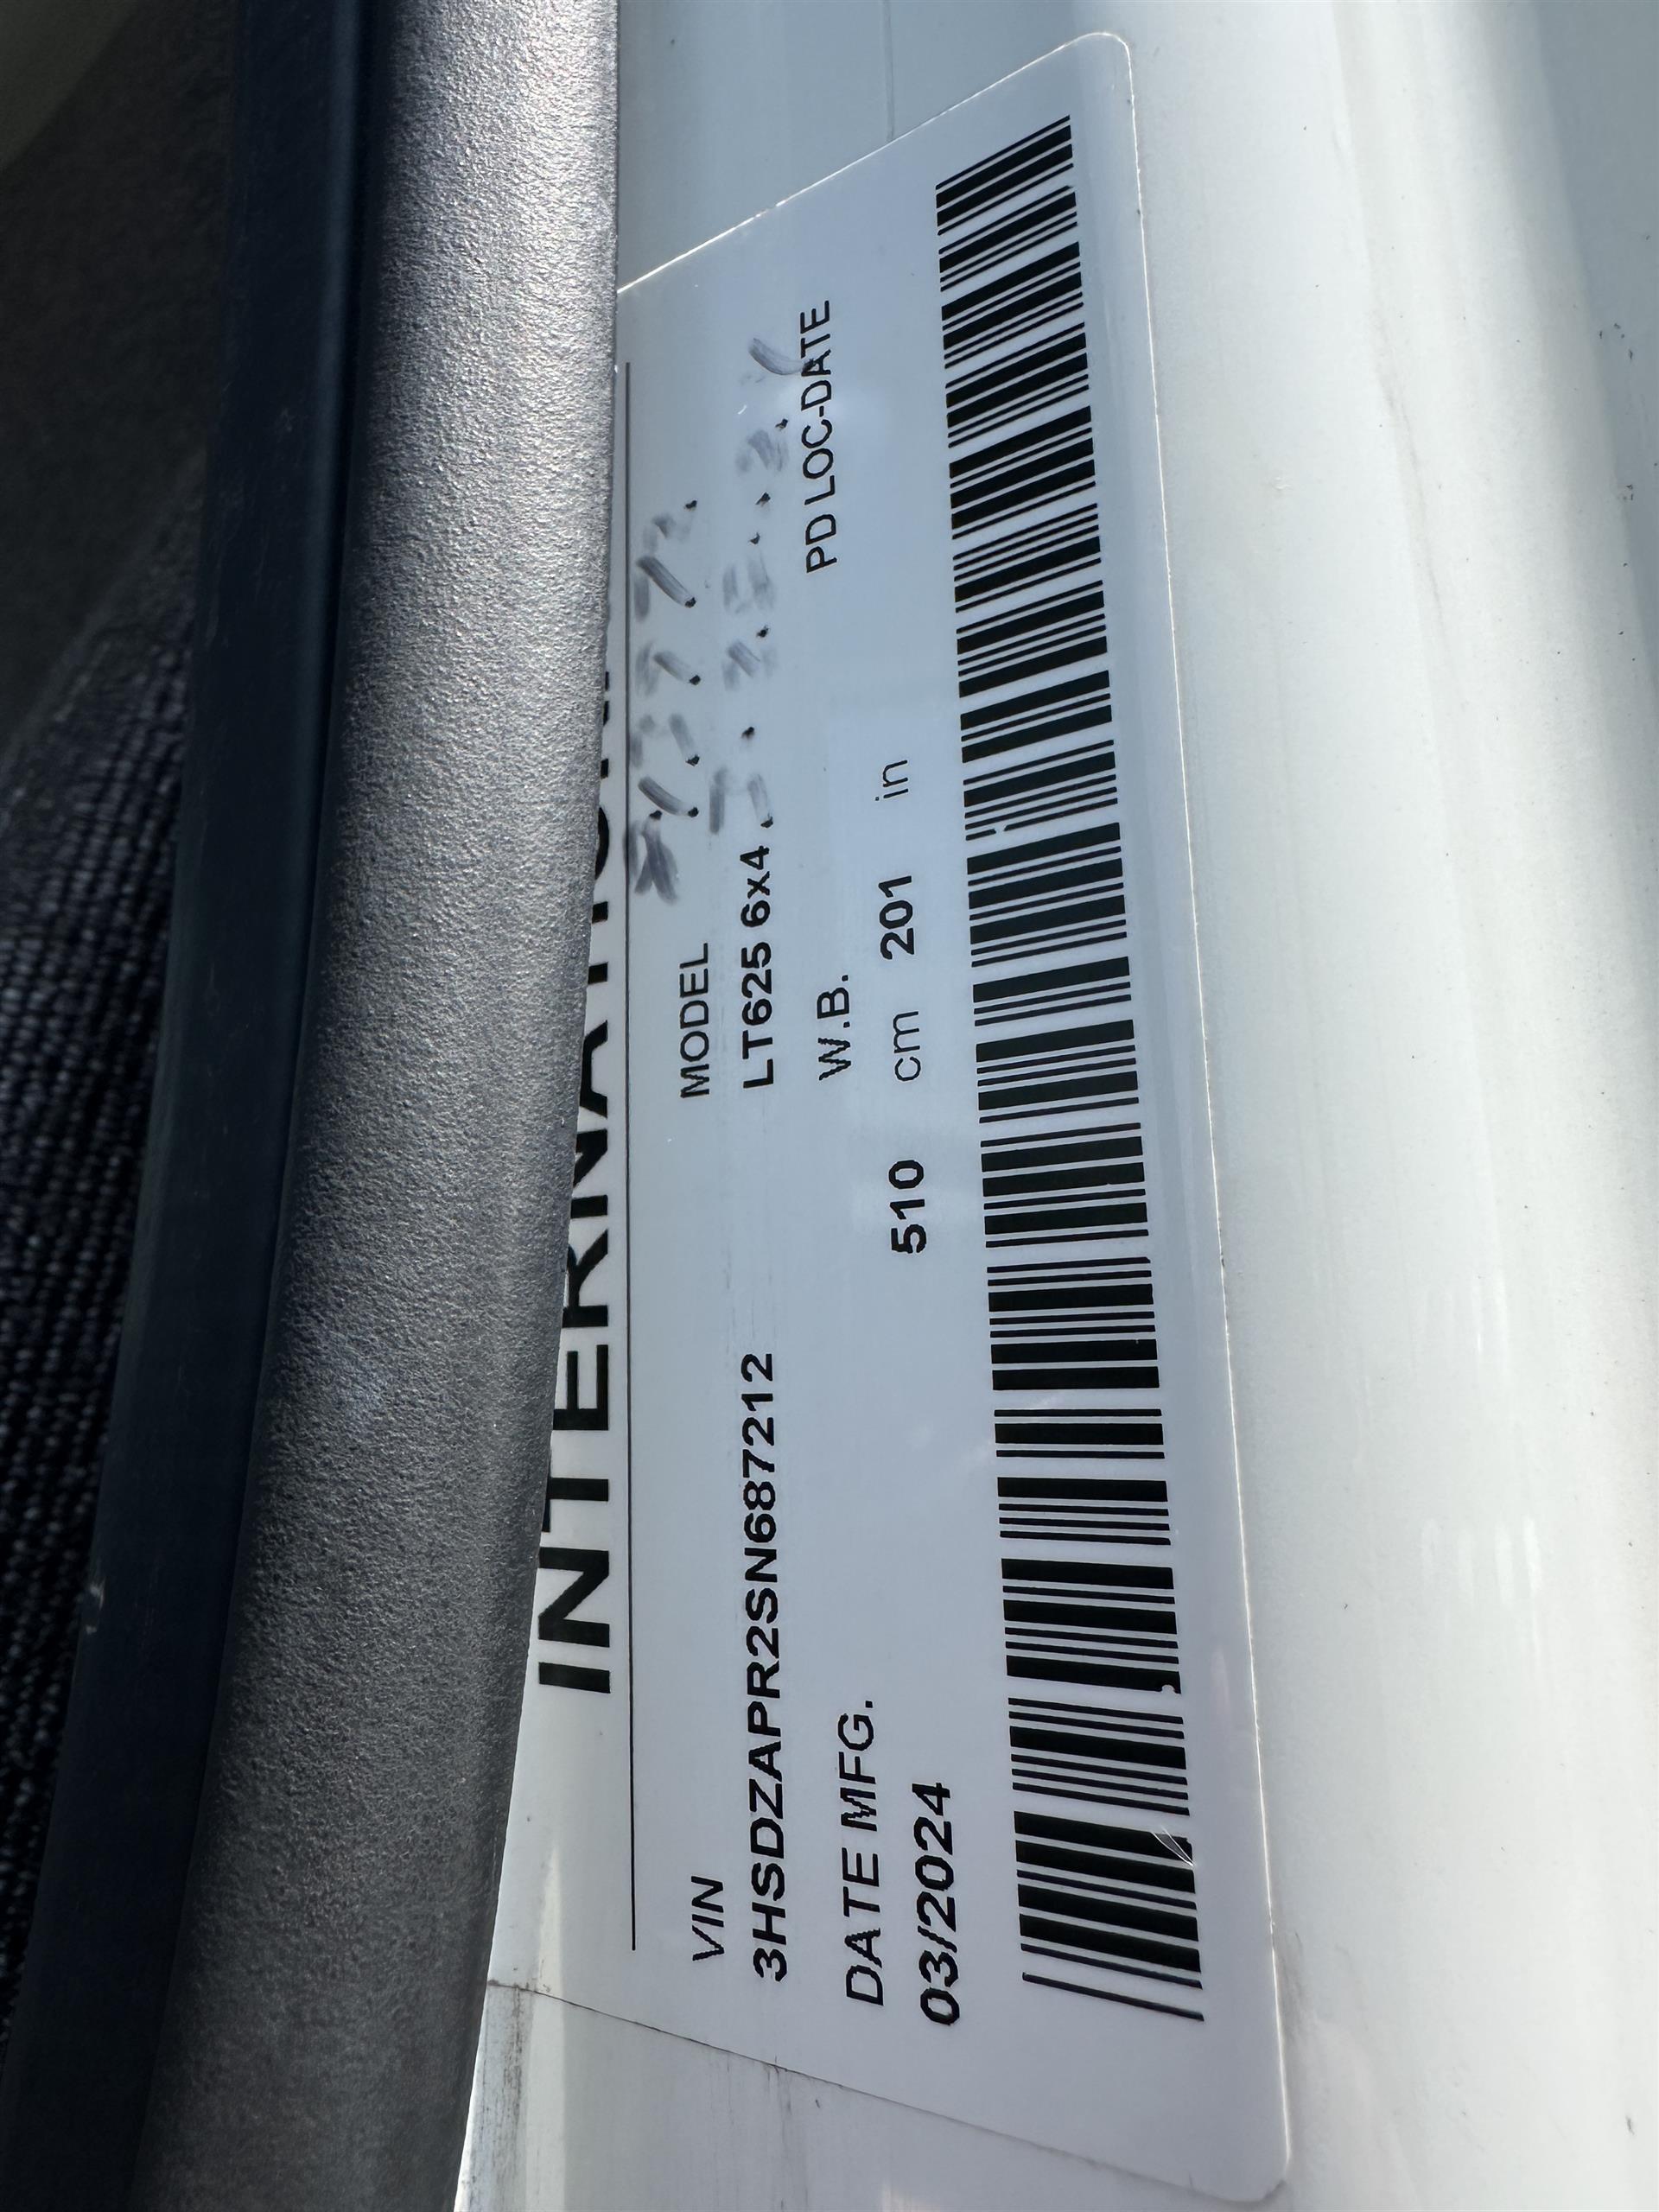 INTERNATIONAL
VIN
3HSDZAPR2SN687212
MODEL
LT625 6x4
DATE MFG.
03/2024
W.B.
510 cm 201 in
PD LOC-DATE